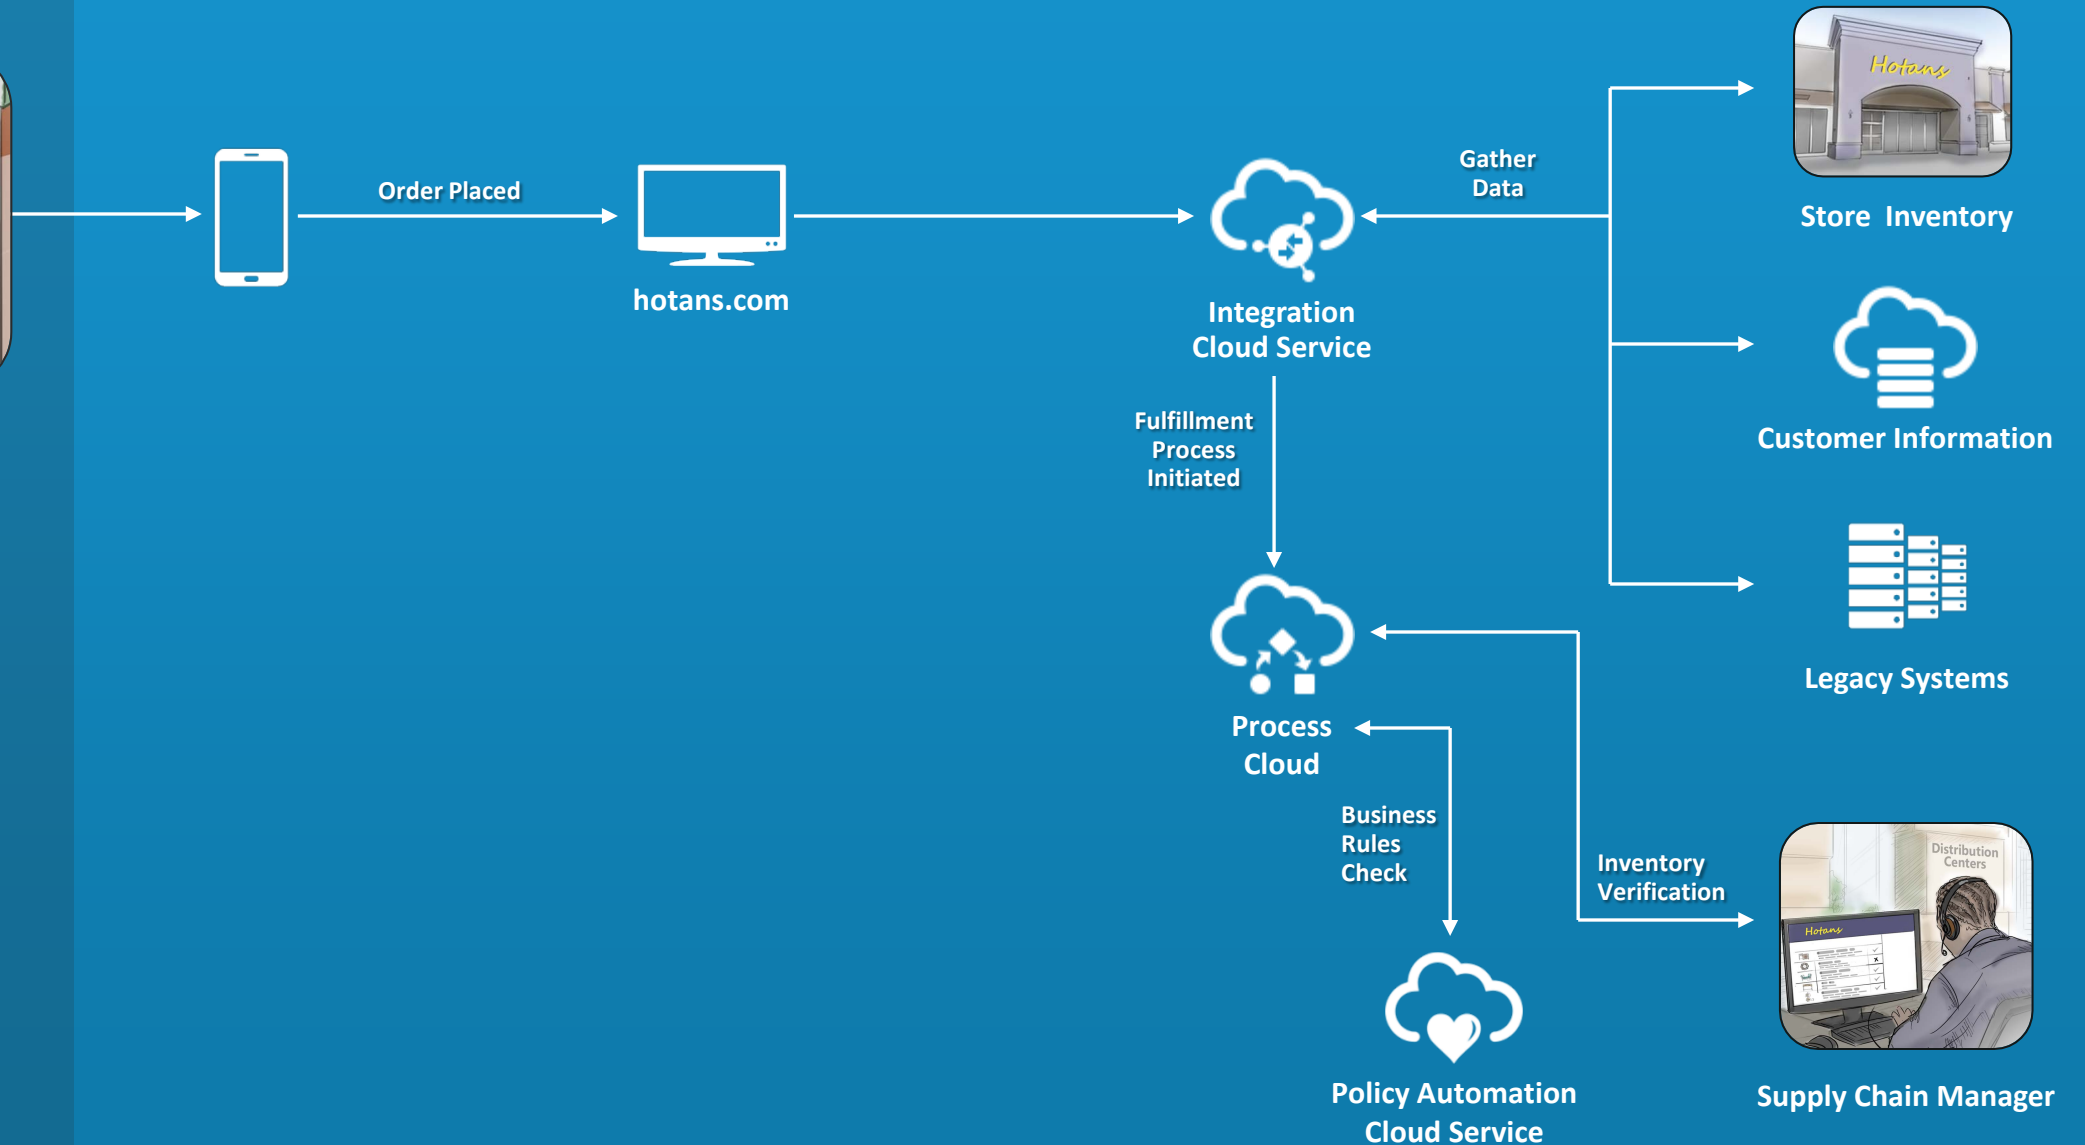 Hotans
Store Inventory
Order Placed
hotans.com
Gather
Data
Integration
Cloud Service
Customer Information
Fulfillment
Process
Initiated
Legacy Systems
Process
Cloud
Business
Rules
Check
Inventory
Verification
Distribution
Centers
Hotans
Policy Automation
Cloud Service
Supply Chain Manager